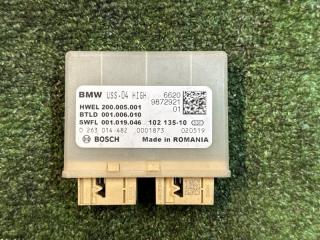 BMW USS-04 HIGH 6620
9872921
HWEL 200.005.001 01
BTLD 001.006.010
SWFL 001.019.046 102 135-10
0 263 014 482 0001873 020519
BOSCH Made in ROMANIA